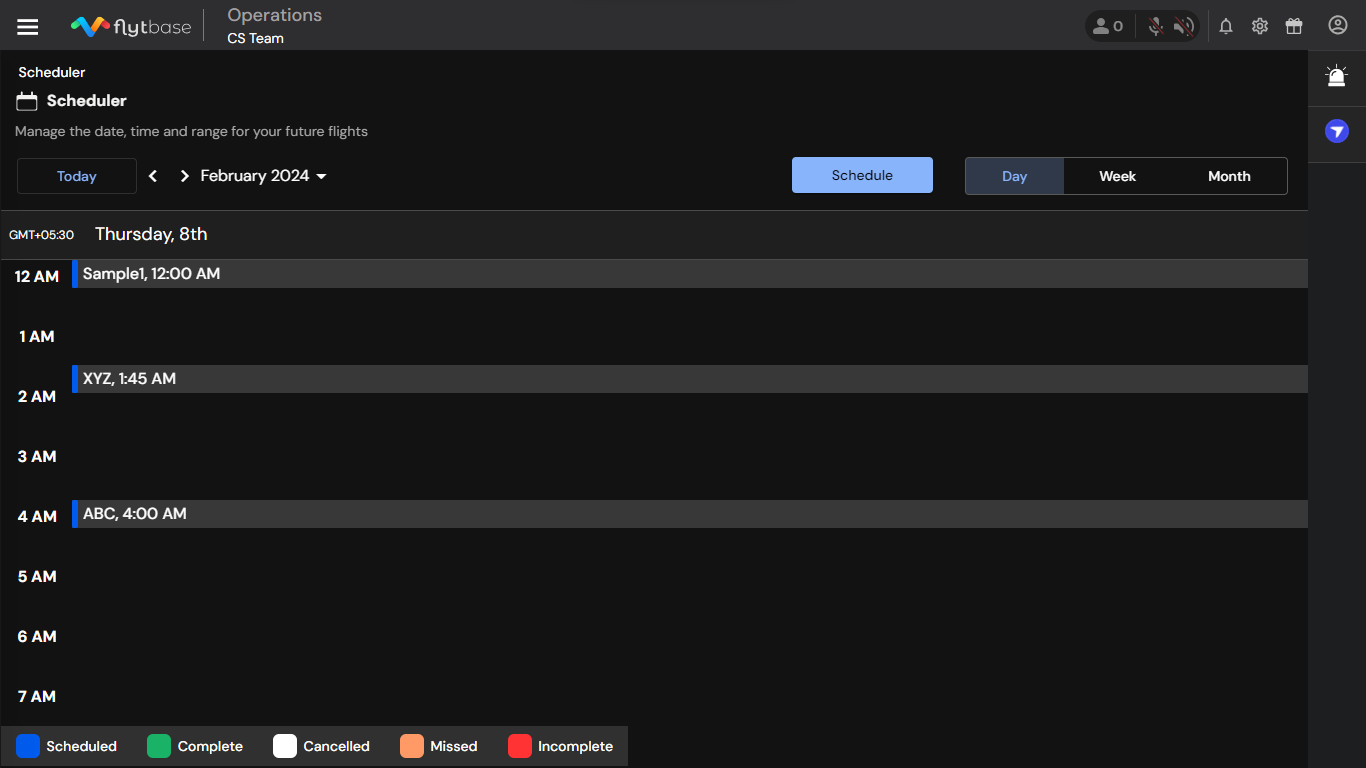 flytbase
Operations
CS Team
0
Scheduler
Scheduler
Manage the date, time and range for your future flights
Today
February 2024
Schedule
Day
Week
Month
GMT+05:30
Thursday, 8th
12 AM
Sample1, 12:00 AM
1 AM
XYZ, 1:45 AM
2 AM
3 AM
4 AM
ABC, 4:00 AM
5 AM
6 AM
7 AM
Scheduled
Complete
Cancelled
Missed
Incomplete